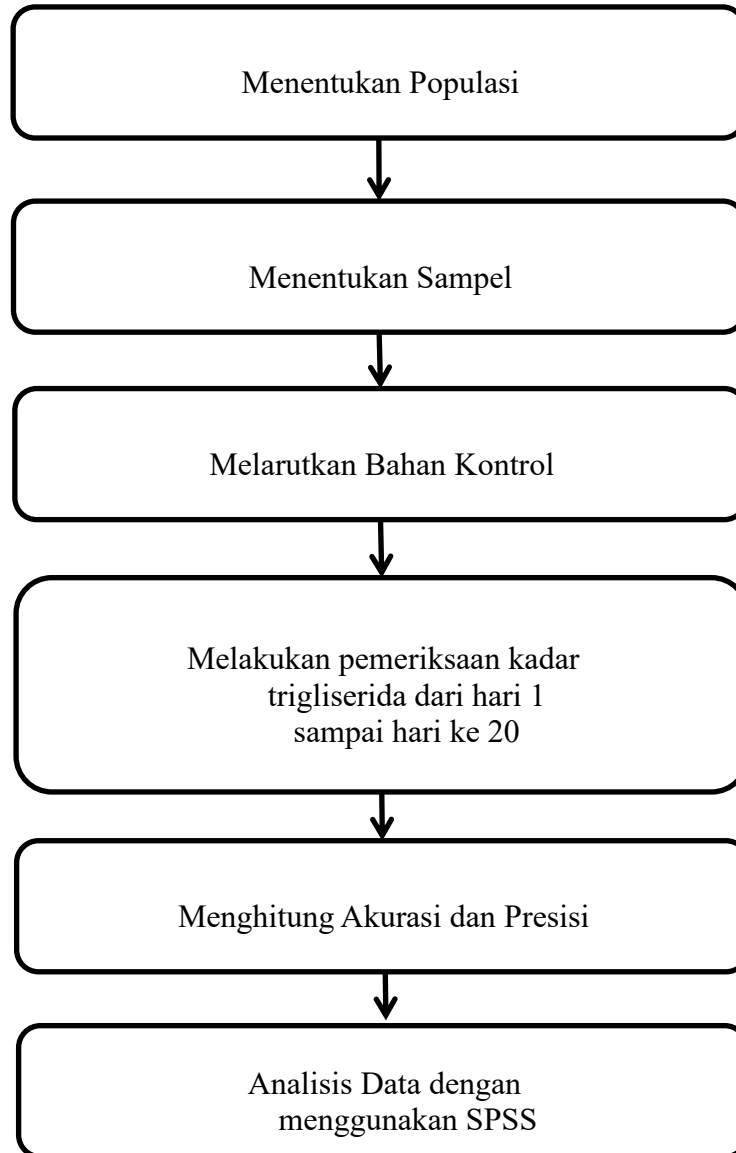 Menentukan Populasi
Menentukan Sampel
Melarutkan Bahan Kontrol
Melakukan pemeriksaan kadar
trigliserida dari hari 1
sampai hari ke 20
Menghitung Akurasi dan Presisi
Analisis Data dengan
menggunakan SPSS